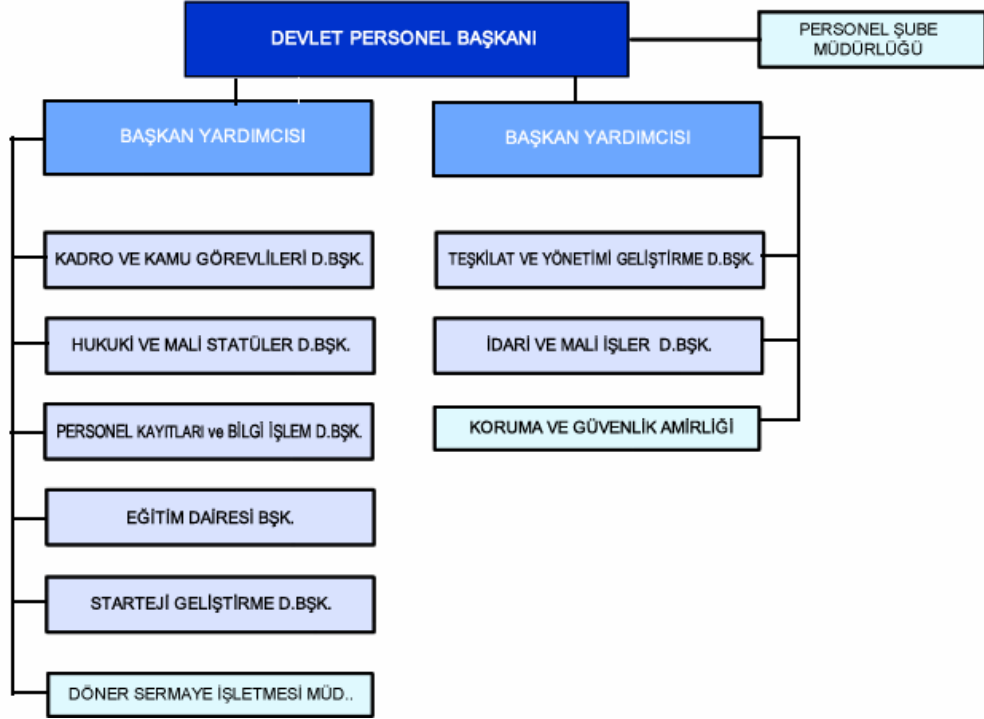 DEVLET PERSONEL BAŞKANI
PERSONEL ŞUBE
MÜDÜRLÜĞÜ
BAŞKAN YARDIMCISI
BAŞKAN YARDIMCISI
KADRO VE KAMU GÖREVLİLERİ D.BŞK.
TEŞKİLAT VE YÖNETİMİ GELİŞTİRME D.BŞK.
HUKUKİ VE MALİ STATÜLER D.BŞK.
İDARİ VE MALİ İŞLER D.BŞK.
PERSONEL KAYITLARI ve BİLGİ İŞLEM D.BŞK.
KORUMA VE GÜVENLİK AMİRLİĞİ
EĞİTİM DAİRESİ BŞK.
STARTEJİ GELİŞTİRME D.BŞK.
DÖNER SERMAYE İŞLETMESİ MÜD..